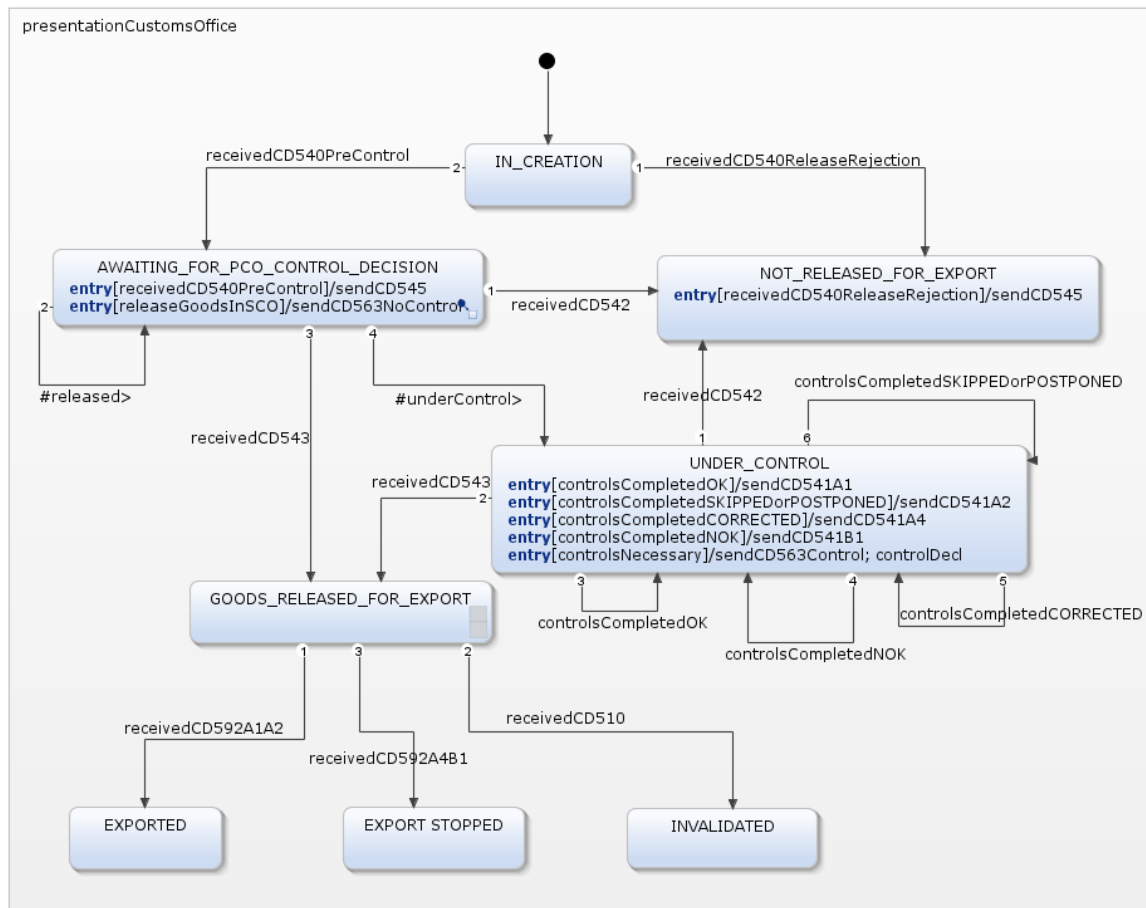 presentationCustomsOffice
receivedCD540PreControl
2
IN_CREATION
1
receivedCD540ReleaseRejection
AWAITING_FOR_PCO_CONTROL_DECISION
entry[receivedCD540PreControl]/sendCD545
entry[releaseGoodsInSCO]/sendCD563NoControl
2
1
receivedCD542
NOT_RELEASED_FOR_EXPORT
entry[receivedCD540ReleaseRejection]/sendCD545
3
4
#released>
#underControl>
receivedCD542
controlsCompletedSKIPPEDorPOSTPONED
receivedCD543
1
6
UNDER_CONTROL
entry[controlsCompletedOK]/sendCD541A1
entry[controlsCompletedSKIPPEDorPOSTPONED]/sendCD541A2
entry[controlsCompletedCORRECTED]/sendCD541A4
entry[controlsCompletedNOK]/sendCD541B1
entry[controlsNecessary]/sendCD563Control; controlDecl
receivedCD543
2
3
4
5
controlsCompletedOK
controlsCompletedNOK
controlsCompletedCORRECTED
GOODS_RELEASED_FOR_EXPORT
1
3
2
receivedCD592A1A2
receivedCD592A4B1
receivedCD510
EXPORTED
EXPORT STOPPED
INVALIDATED